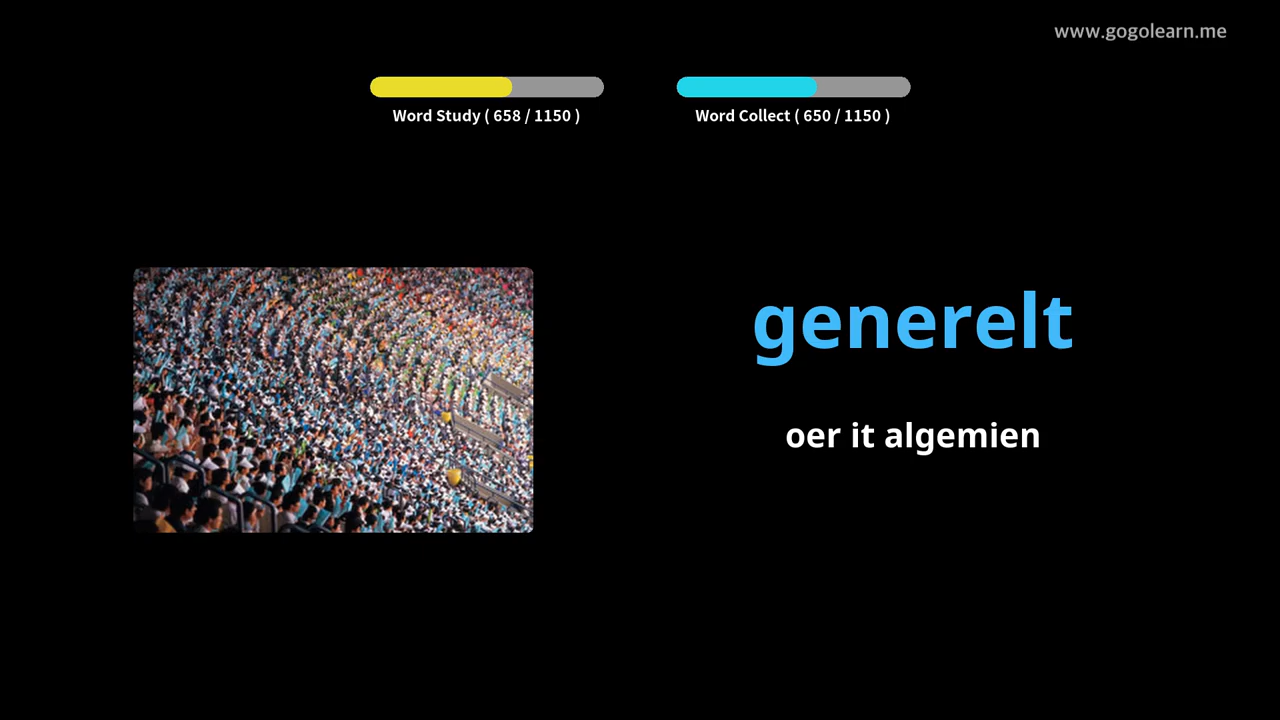 www.gogolearn.me
Word Study ( 658 / 1150 )
Word Collect ( 650 / 1150 )
generelt
oer it algemien